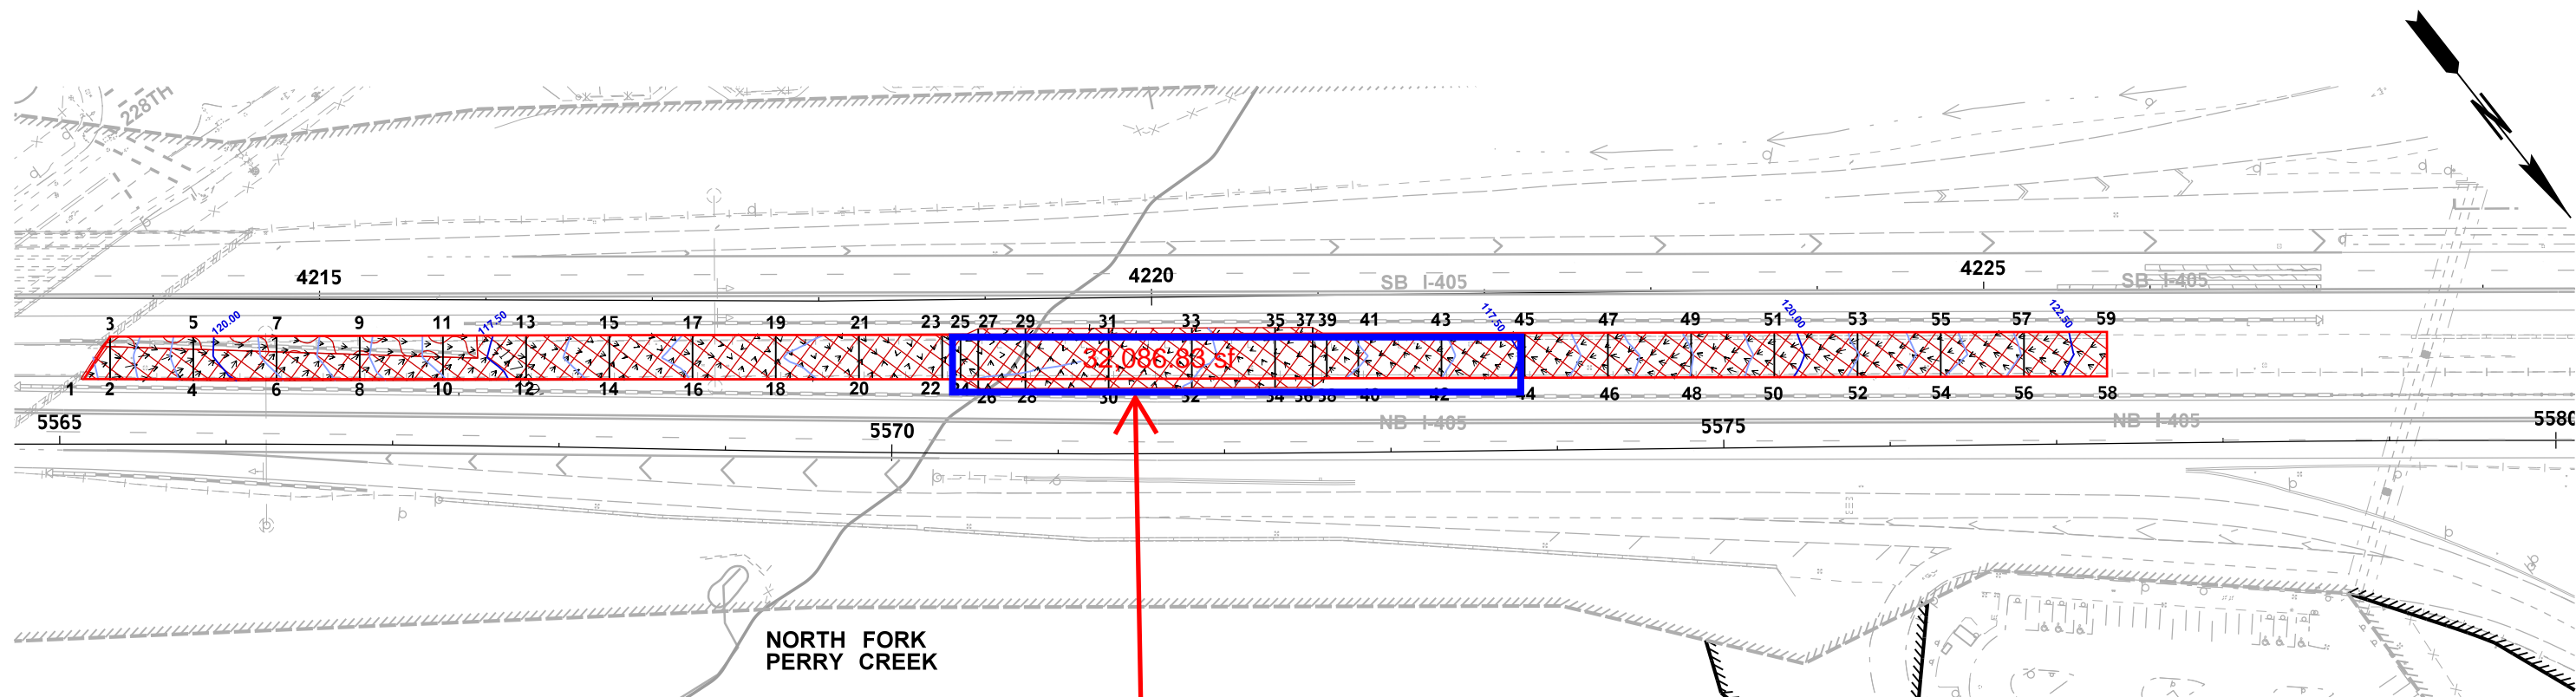 228TH
N
4215
4220
4225
SB I-405
SB I-405
3 5 120.00 7 9 11 117.50 13 15 17 19 21 23 25 27 29 31 33 35 37 39 41 43 117.50 45 47 49 51 120.00 53 55 57 122.50 59
32,086.83 sf
1 2 4 6 8 10 12 14 16 18 20 22 24 26 28 30 32 34 36 38 40 42 44 46 48 50 52 54 56 58
NB I-405
NB I-405
5565
5570
5575
5580
NORTH FORK
PERRY CREEK